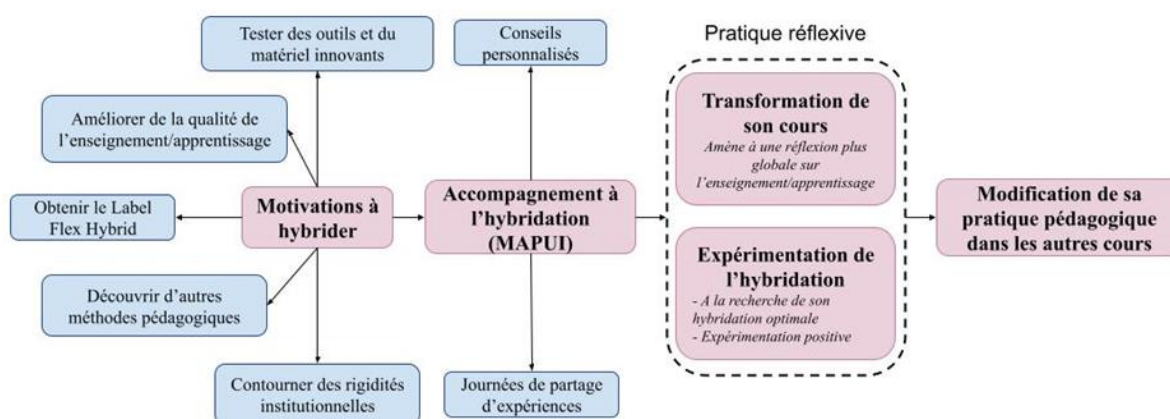 Tester des outils et du
matériel innovants
Améliorer de la qualité de
l’enseignement/apprentissage
Obtenir le Label
Flex Hybrid
Découvrir d’autres
méthodes pédagogiques
Contourner des rigidités
institutionnelles
Motivations à
hybrider
Conseils
personnalisés
Accompagnement à
l’hybridation
(MAPUI)
Journées de partage
d’expériences
Pratique réflexive
Transformation de
son cours
Amène à une réflexion plus
globale sur
l’enseignement/apprentissage
Expérimentation de
l’hybridation
- A la recherche de son
hybridation optimale
- Expérimentation positive
Modification de sa
pratique pédagogique
dans les autres cours